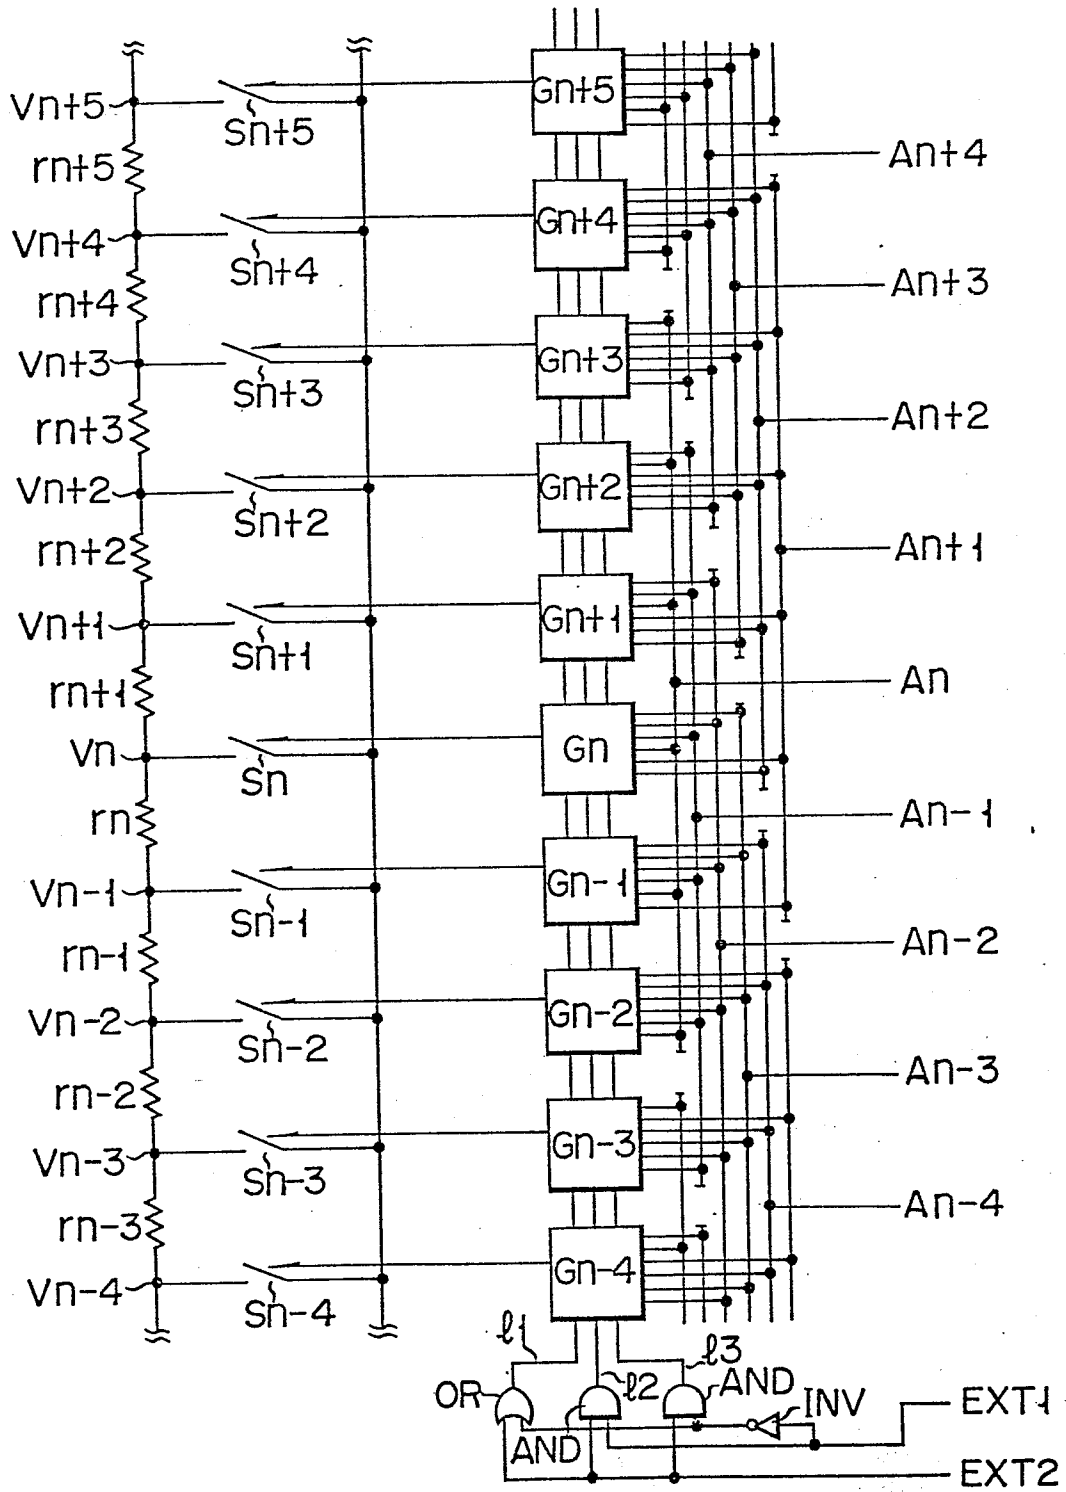 Gn+5
Vn+5
Sn+5
An+4
rn+5
Gn+4
Vn+4
Sn+4
An+3
rn+4
Gn+3
Vn+3
Sn+3
An+2
rn+3
Gn+2
Vn+2
Sn+2
An+1
rn+2
Gn+1
Vn+1
Sn+1
An
rn+1
Gn
Vn
Sn
An-1
rn
Gn-1
Vn-1
Sn-1
An-2
rn-1
Gn-2
Vn-2
Sn-2
An-3
rn-2
Gn-3
Vn-3
Sn-3
An-4
rn-3
Gn-4
Vn-4
Sn-4
ℓ1
ℓ3
ℓ2
AND
OR
INV
EXT1
AND
EXT2